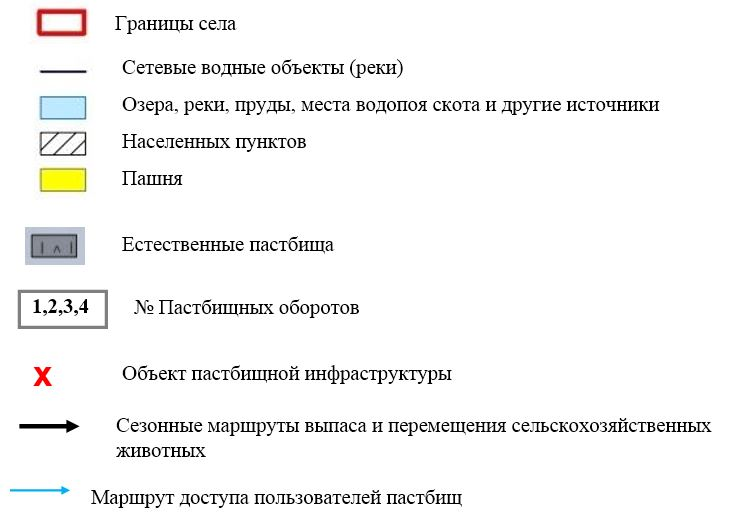 Границы села
Сетевые водные объекты (реки)
Озера, реки, пруды, места водопоя скота и другие источники
Населенных пунктов
Пашня
Естественные пастбища
1,2,3,4 № Пастбищных оборотов
X Объект пастбищной инфраструктуры
Сезонные маршруты выпаса и перемещения сельскохозяйственных
животных
Маршрут доступа пользователей пастбищ